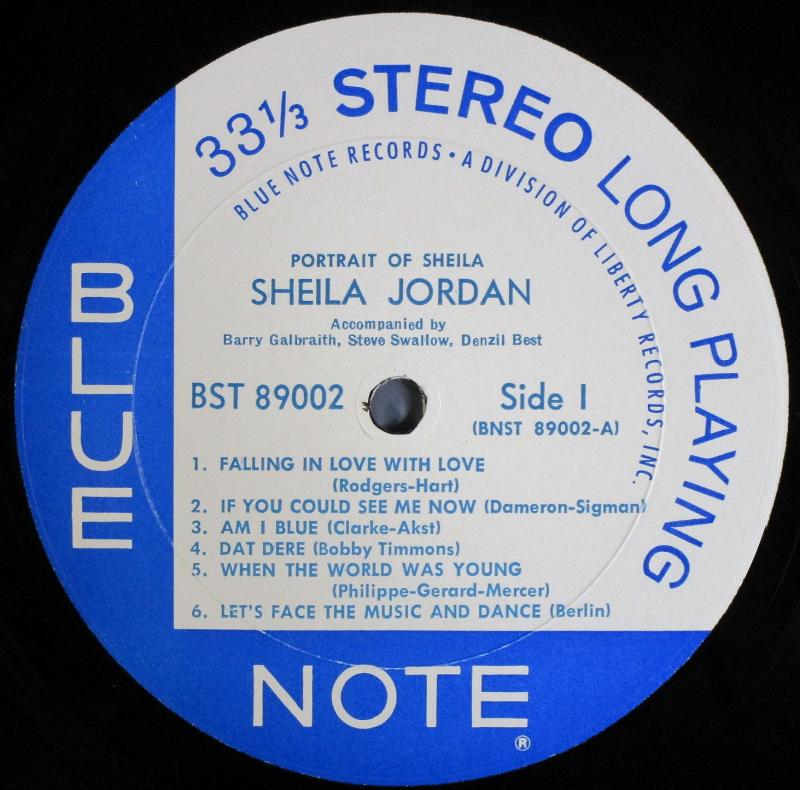 33⅓ STEREO LONG PLAYING
BLUE NOTE RECORDS • A DIVISION OF LIBERTY RECORDS, INC.
PORTRAIT OF SHEILA
SHEILA JORDAN
Accompanied by
Barry Galbraith, Steve Swallow, Denzil Best
BST 89002
Side 1
(BNST 89002-A)
1. FALLING IN LOVE WITH LOVE
(Rodgers-Hart)
2. IF YOU COULD SEE ME NOW (Dameron-Sigman)
3. AM I BLUE (Clarke-Akst)
4. DAT DERE (Bobby Timmons)
5. WHEN THE WORLD WAS YOUNG
(Philippe-Gerard-Mercer)
6. LET'S FACE THE MUSIC AND DANCE (Berlin)
BLUE
NOTE
®